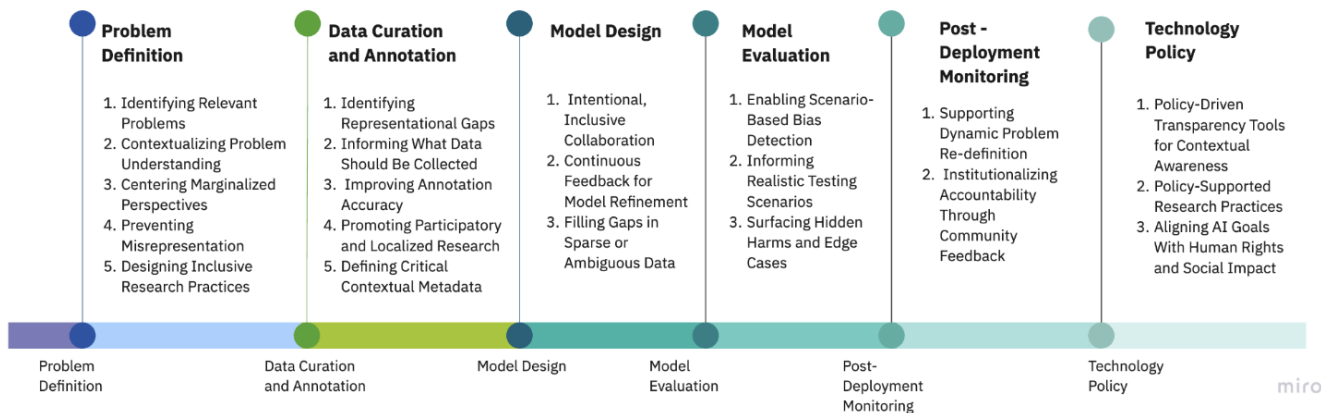 Problem
Definition
1. Identifying Relevant
Problems
2. Contextualizing Problem
Understanding
3. Centering Marginalized
Perspectives
4. Preventing
Misrepresentation
5. Designing Inclusive
Research Practices
Data Curation
and Annotation
1. Identifying
Representational Gaps
2. Informing What Data
Should Be Collected
3. Improving Annotation
Accuracy
4. Promoting Participatory
and Localized Research
5. Defining Critical
Contextual Metadata
Model Design
1. Intentional,
Inclusive
Collaboration
2. Continuous
Feedback for
Model Refinement
3. Filling Gaps in
Sparse or
Ambiguous Data
Model
Evaluation
1. Enabling Scenario-
Based Bias
Detection
2. Informing
Realistic Testing
Scenarios
3. Surfacing Hidden
Harms and Edge
Cases
Post -
Deployment
Monitoring
1. Supporting
Dynamic Problem
Re-definition
2. Institutionalizing
Accountability
Through
Community
Feedback
Technology
Policy
1. Policy-Driven
Transparency Tools
for Contextual
Awareness
2. Policy-Supported
Research Practices
3. Aligning AI Goals
With Human Rights
and Social Impact
Problem
Definition
Data Curation
and Annotation
Model Design
Model
Evaluation
Post-
Deployment
Monitoring
Technology
Policy
miro